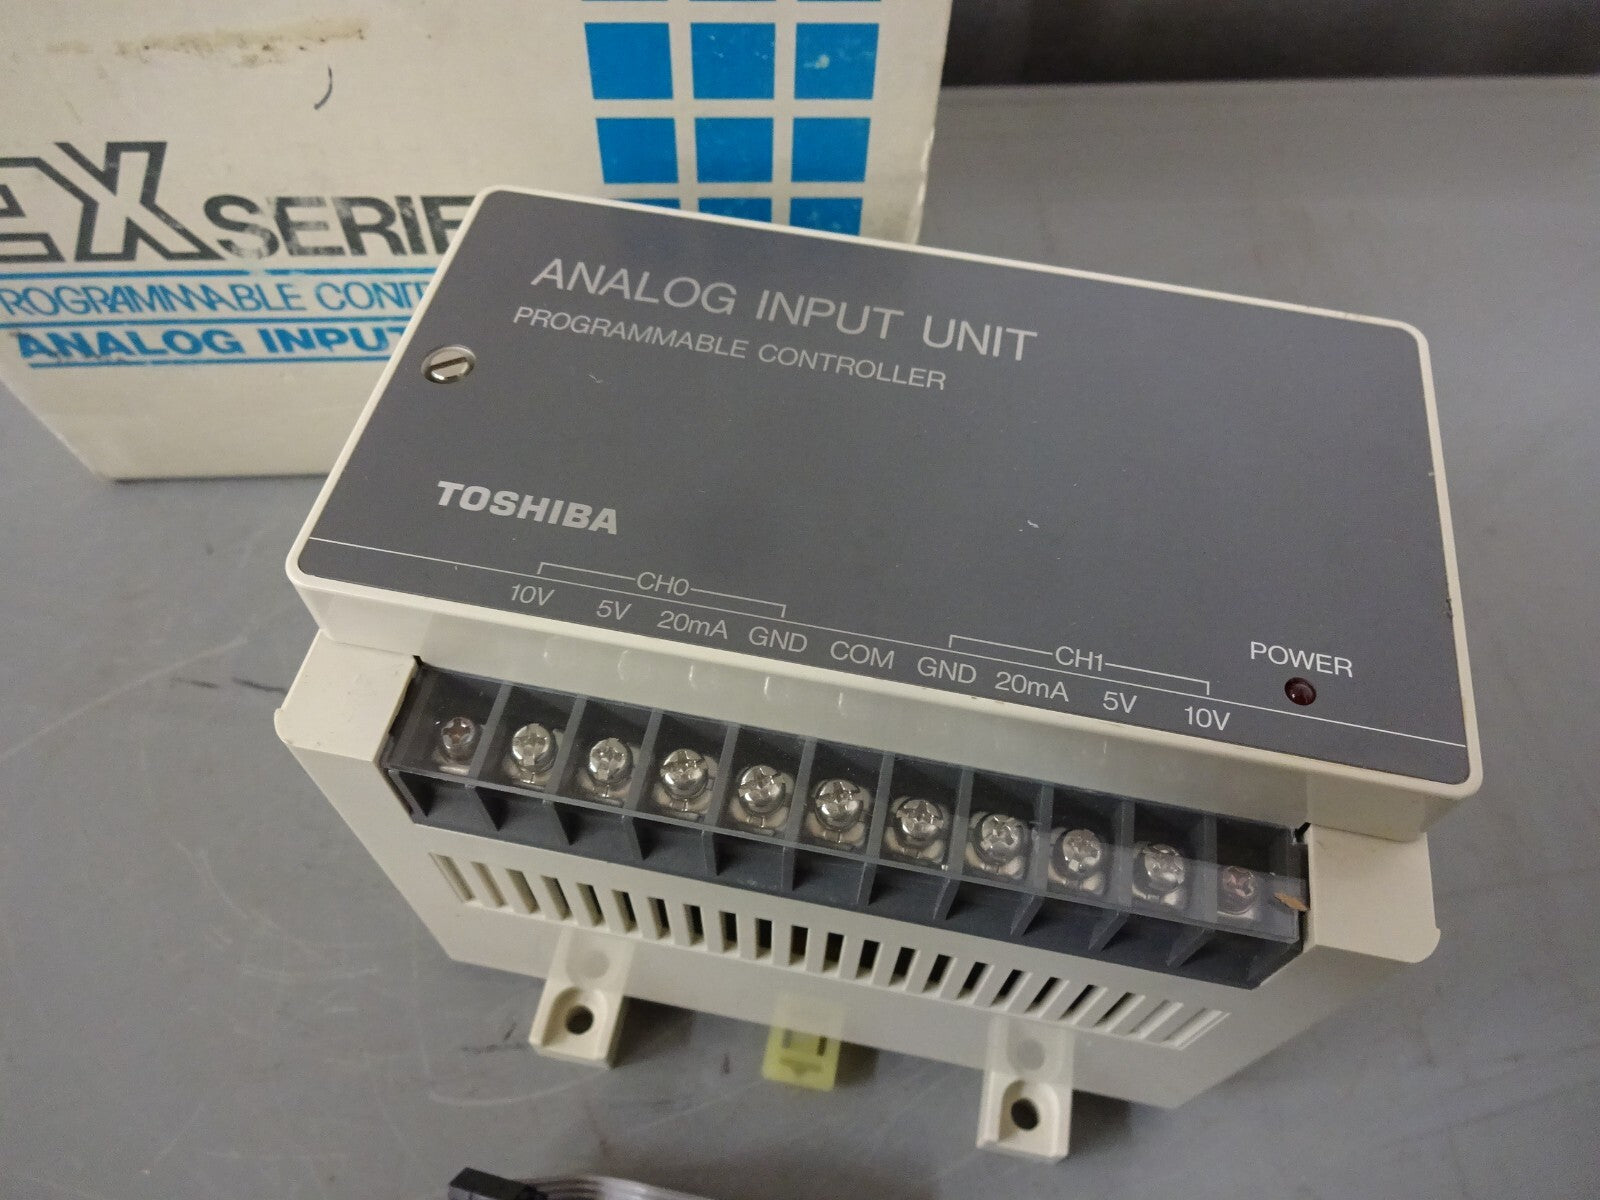 EX SERIE
ROGRAMMABLE CONT
ANALOG INPUT
ANALOG INPUT UNIT
PROGRAMMABLE CONTROLLER
TOSHIBA
CH0
10V 5V 20mA GND COM GND 20mA 5V 10V
CH1
POWER